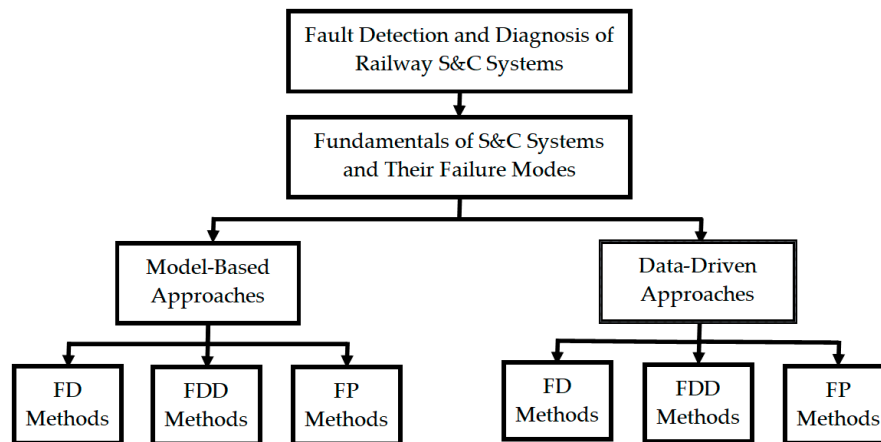 Fault Detection and Diagnosis of
Railway S&C Systems
Fundamentals of S&C Systems
and Their Failure Modes
Model-Based
Approaches
Data-Driven
Approaches
FD
Methods
FDD
Methods
FP
Methods
FD
Methods
FDD
Methods
FP
Methods